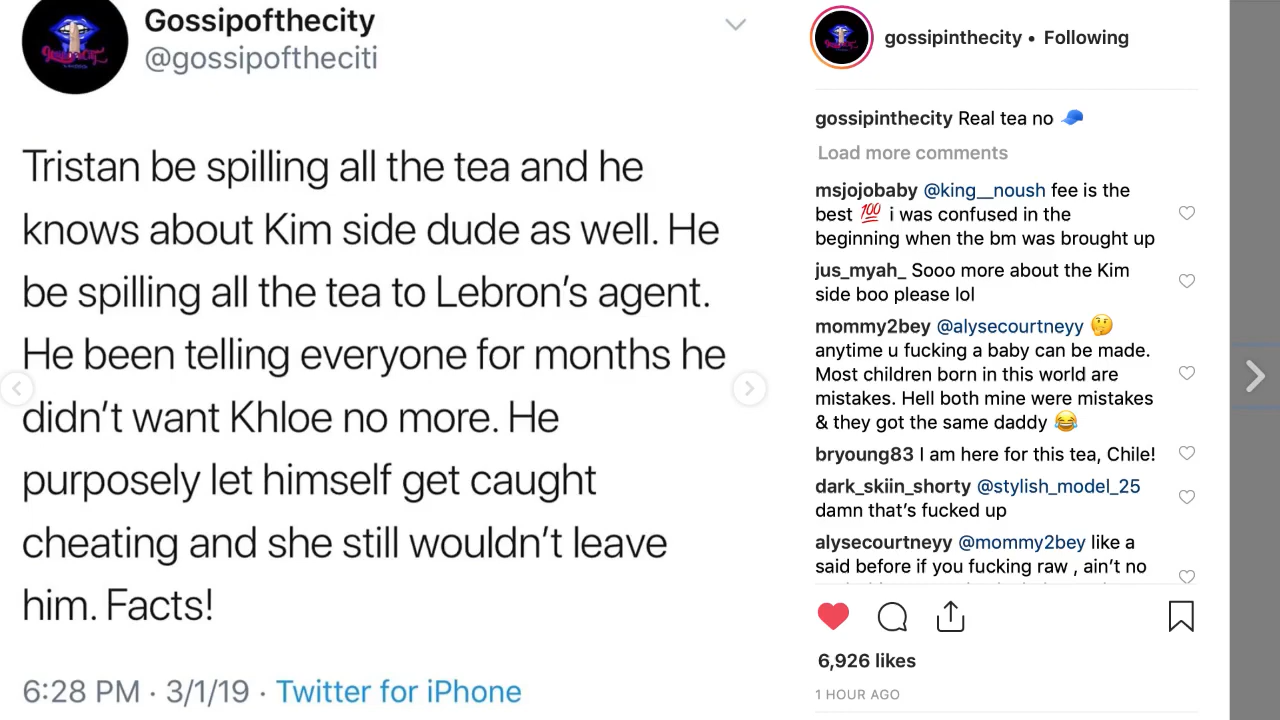 Gossipofthecity
@gossipoftheciti
Tristan be spilling all the tea and he
knows about Kim side dude as well. He
be spilling all the tea to Lebron's agent.
He been telling everyone for months he
didn't want Khloe no more. He
purposely let himself get caught
cheating and she still wouldn't leave
him. Facts!
6:28 PM · 3/1/19 · Twitter for iPhone
gossipinthecity • Following
gossipinthecity Real tea no 🧢
Load more comments
msjojobaby @king__noush fee is the
best 💯 i was confused in the
beginning when the bm was brought up
jus_myah_ Sooo more about the Kim
side boo please lol
mommy2bey @alysecourtneyy 🤔
anytime u fucking a baby can be made.
Most children born in this world are
mistakes. Hell both mine were mistakes
& they got the same daddy 😂
bryoung83 I am here for this tea, Chile!
dark_skiin_shorty @stylish_model_25
damn that's fucked up
alysecourtneyy @mommy2bey like a
said before if you fucking raw , ain't no
6,926 likes
1 HOUR AGO